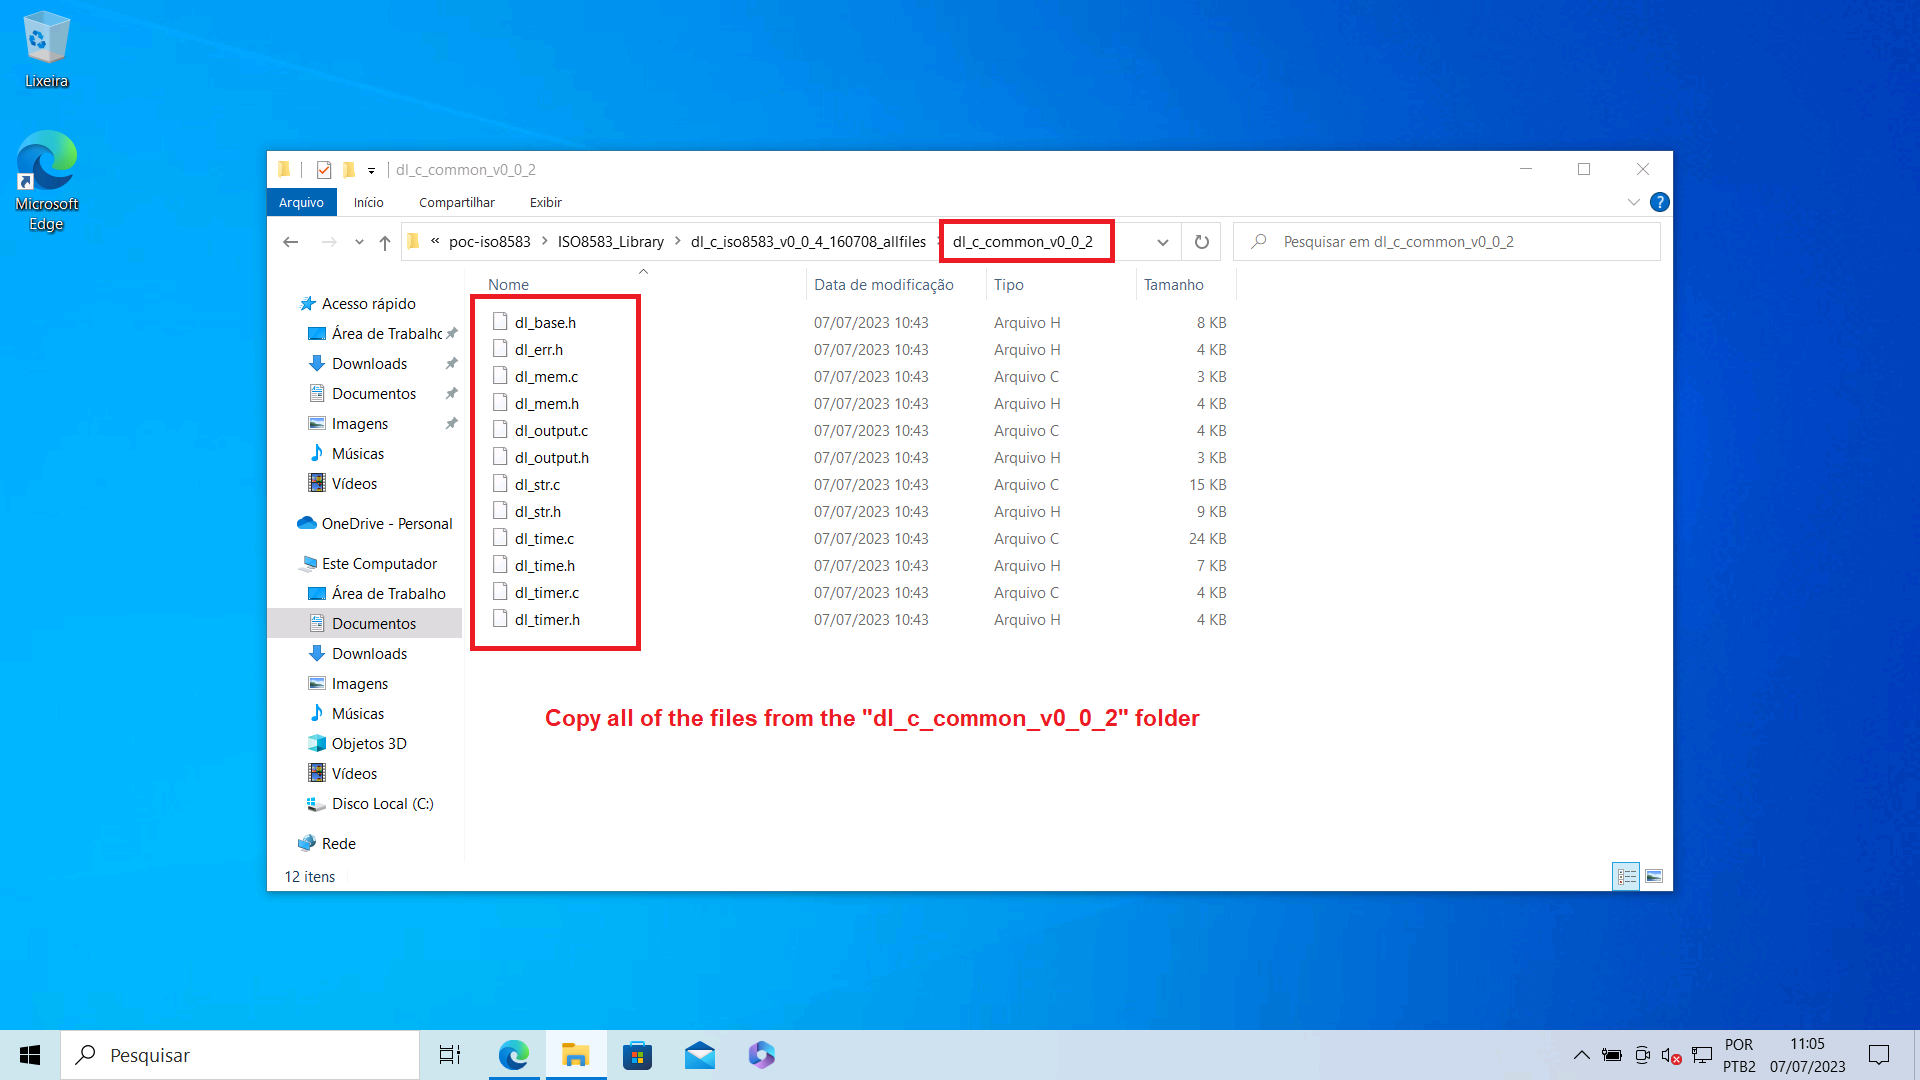 Lixeira
Microsoft
Edge
dl_c_common_v0_0_2
Arquivo Início Compartilhar Exibir
« poc-iso8583 > ISO8583_Library > dl_c_iso8583_v0_0_4_160708_allfiles dl_c_common_v0_0_2 Pesquisar em dl_c_common_v0_0_2
Acesso rápido
Área de Trabalho
Downloads
Documentos
Imagens
Músicas
Vídeos
OneDrive - Personal
Este Computador
Área de Trabalho
Documentos
Downloads
Imagens
Músicas
Objetos 3D
Vídeos
Disco Local (C:)
Rede
Nome Data de modificação Tipo Tamanho
dl_base.h 07/07/2023 10:43 Arquivo H 8 KB
dl_err.h 07/07/2023 10:43 Arquivo H 4 KB
dl_mem.c 07/07/2023 10:43 Arquivo C 3 KB
dl_mem.h 07/07/2023 10:43 Arquivo H 4 KB
dl_output.c 07/07/2023 10:43 Arquivo C 4 KB
dl_output.h 07/07/2023 10:43 Arquivo H 3 KB
dl_str.c 07/07/2023 10:43 Arquivo C 15 KB
dl_str.h 07/07/2023 10:43 Arquivo H 9 KB
dl_time.c 07/07/2023 10:43 Arquivo C 24 KB
dl_time.h 07/07/2023 10:43 Arquivo H 7 KB
dl_timer.c 07/07/2023 10:43 Arquivo C 4 KB
dl_timer.h 07/07/2023 10:43 Arquivo H 4 KB
Copy all of the files from the "dl_c_common_v0_0_2" folder
12 itens
Pesquisar
POR
PTB2
11:05
07/07/2023